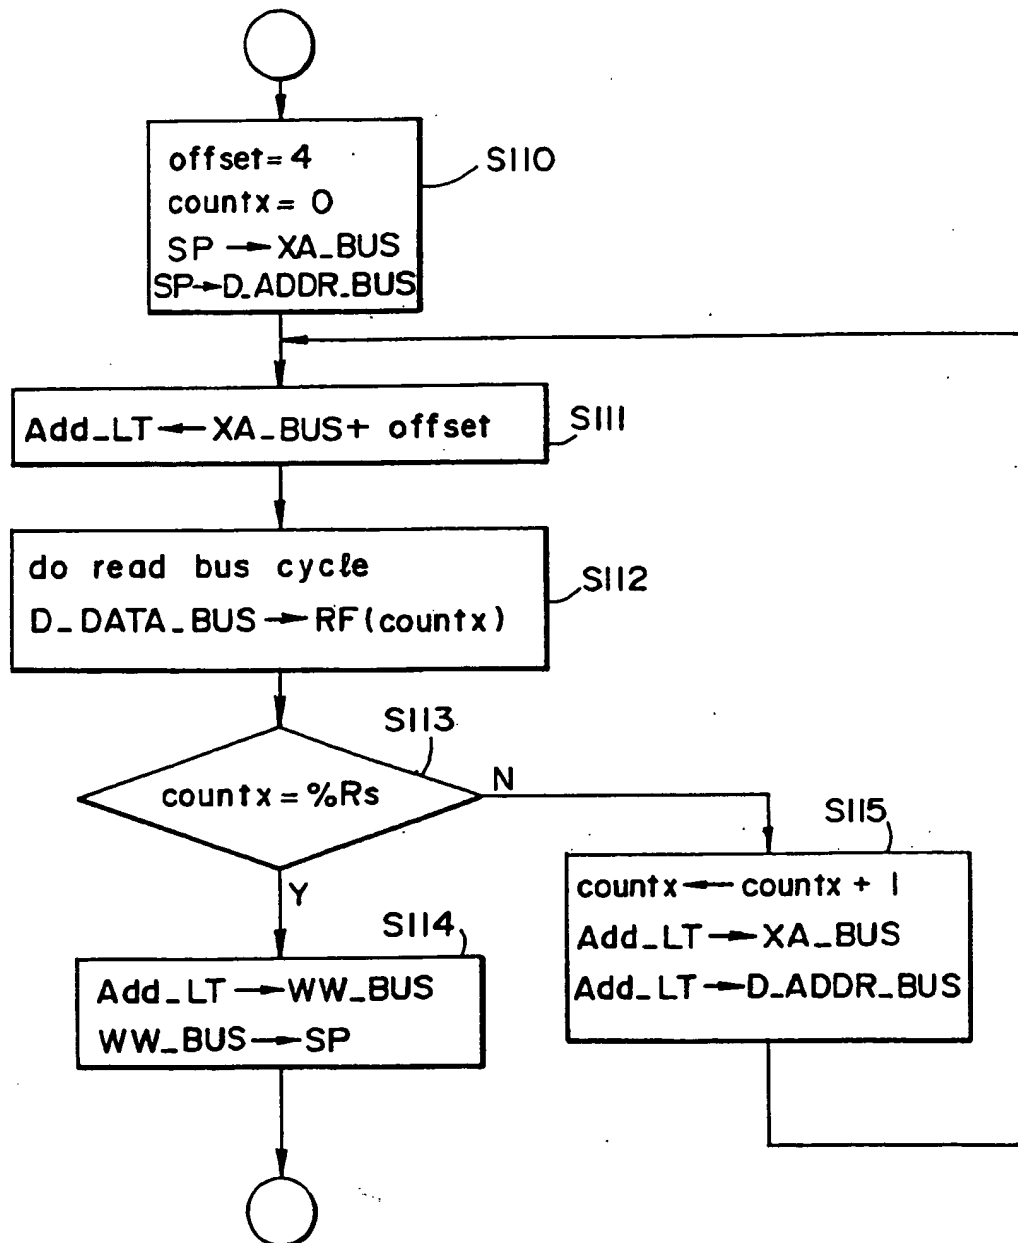 offset=4
countx=0
SP→XA_BUS
SP→D_ADDR_BUS
S110
Add_LT←XA_BUS+ offset
S111
do read bus cycle
D_DATA_BUS→RF(countx)
S112
S113
countx=%Rs
N
Y
S115
countx←countx + 1
Add_LT→XA_BUS
Add_LT→D_ADDR_BUS
S114
Add_LT→WW_BUS
WW_BUS→SP